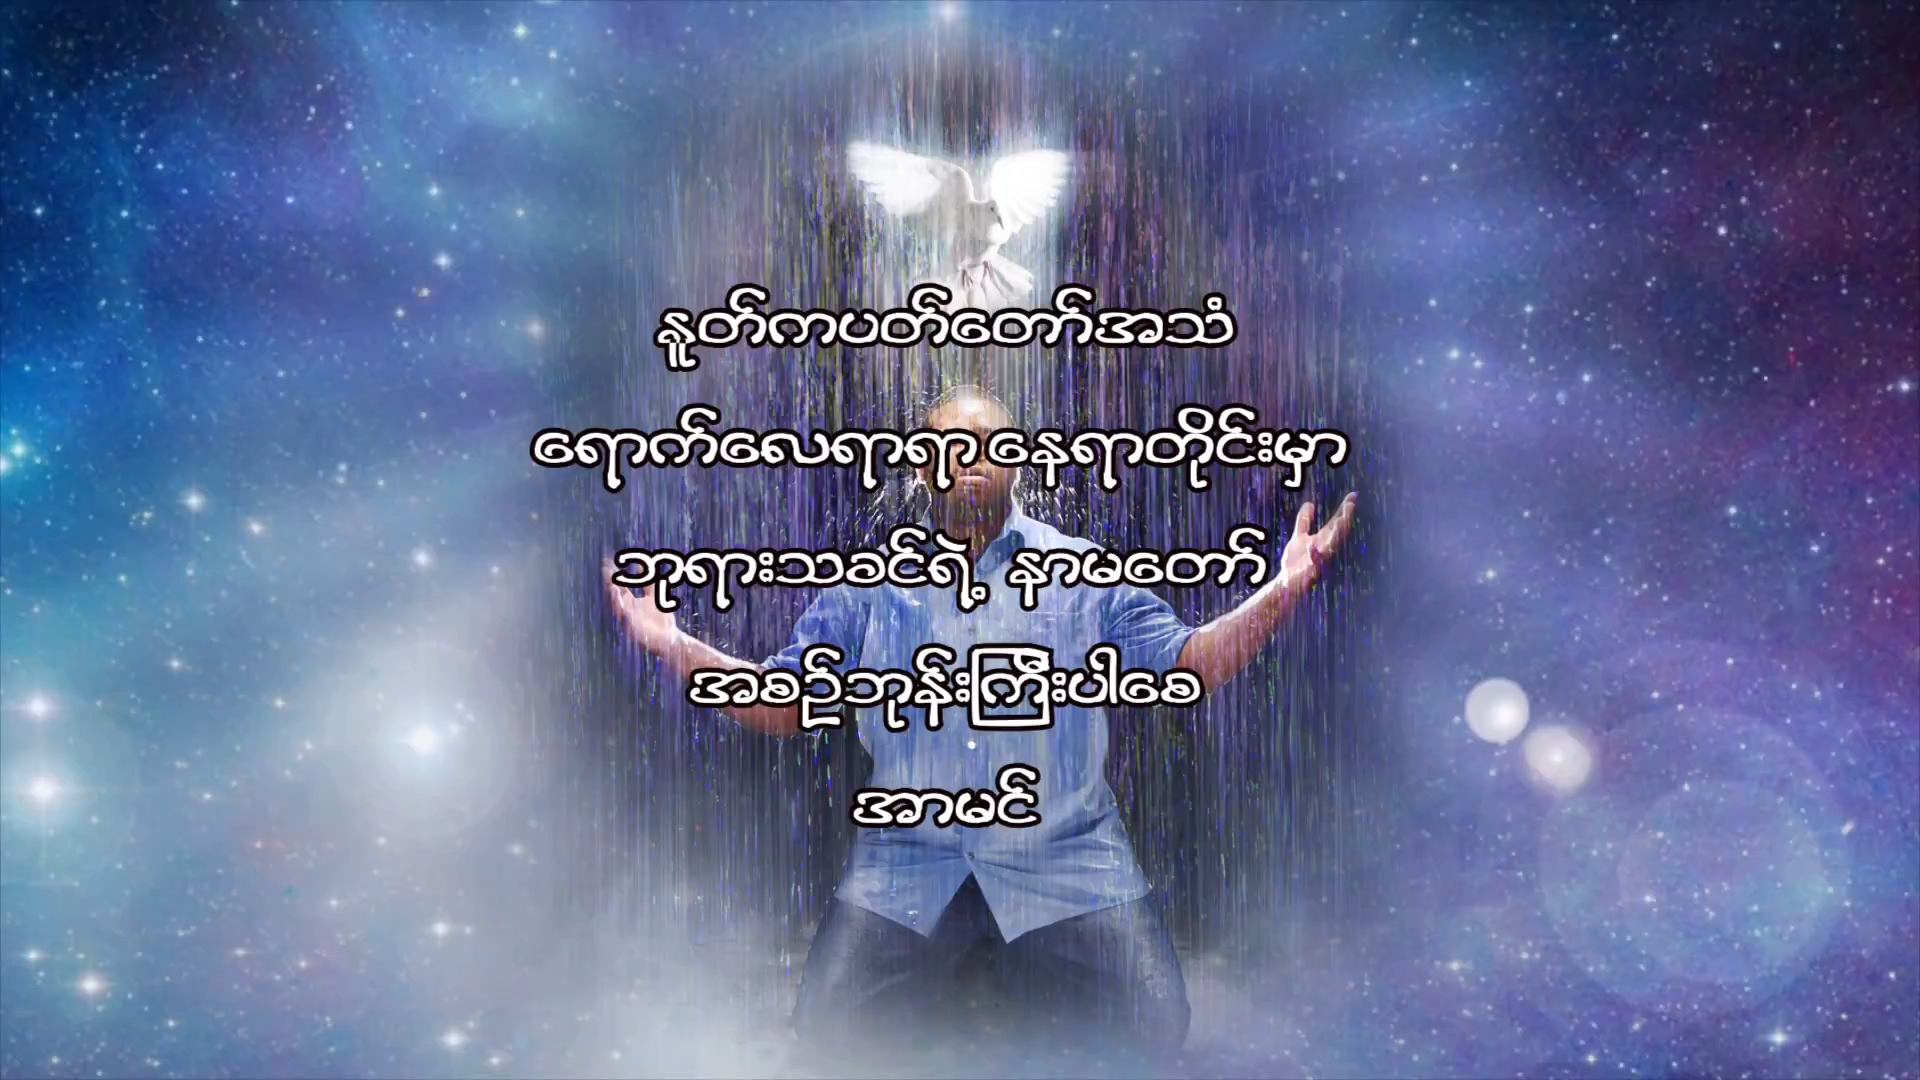 နှုတ်ကပတ်တော်အသံ
ရောက်လေရာရာ နေရာတိုင်းမှာ
ဘုရားသခင်ရဲ့ နာမတော်
အစဉ်ဘုန်းကြီးပါစေ
အာမင်